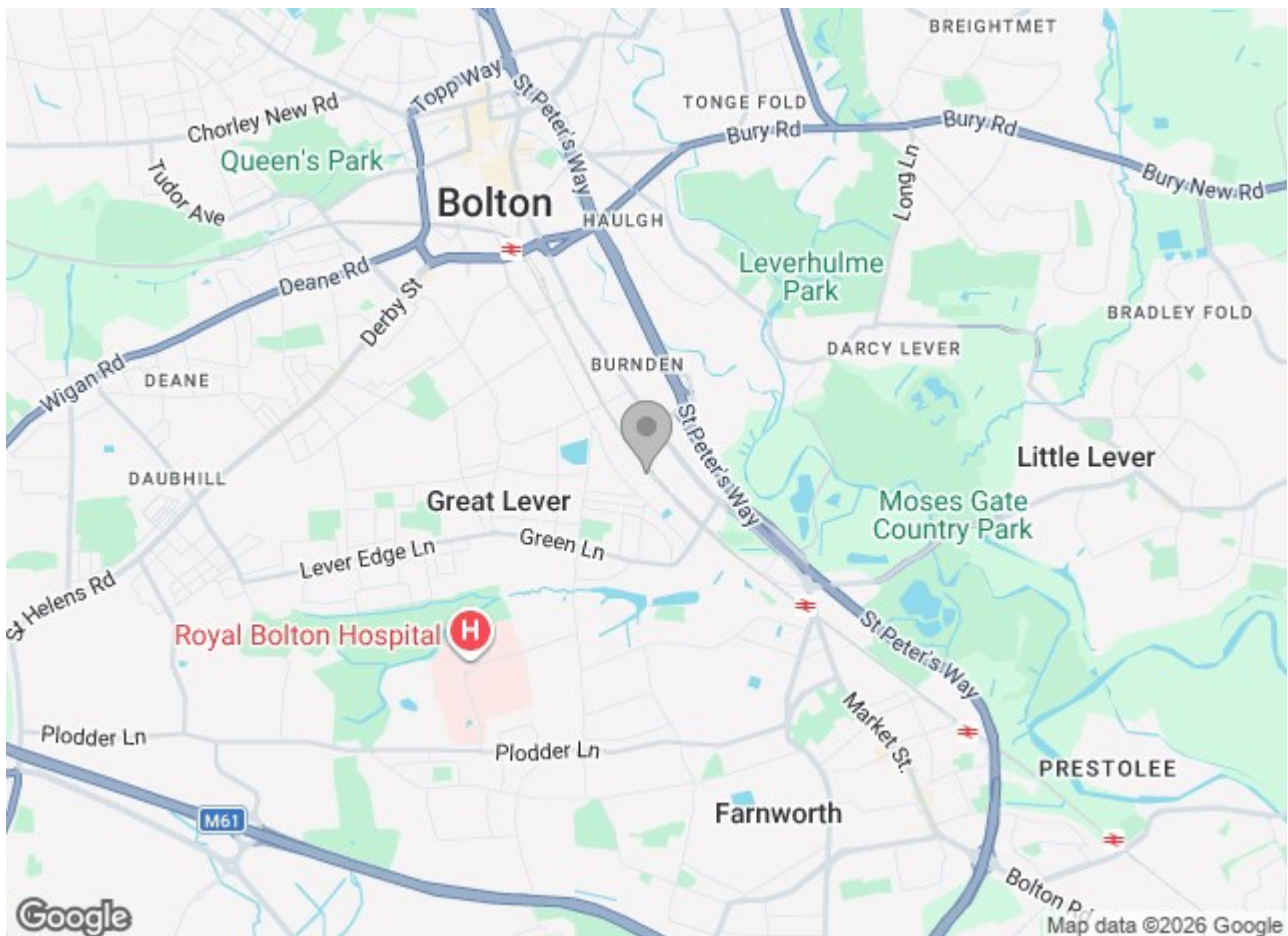 BREIGHTMET
Topp Way
St Peter's Way
TONGE FOLD
Chorley New Rd
Bury Rd
Bury Rd
Queen's Park
Long Ln
Bury New Rd
Tudor Ave
Bolton
HAULGH
Deane Rd
Leverhulme
Park
Derby St
BRADLEY FOLD
DARCY LEVER
BURNDEN
Wigan Rd
DEANE
St Peter's Way
Little Lever
DAUBHILL
Great Lever
Moses Gate
Country Park
Green Ln
Lever Edge Ln
St Helens Rd
Royal Bolton Hospital
H
St Peter's Way
Market St.
Plodder Ln
Plodder Ln
PRESTOLEE
Farnworth
M61
Bolton Rd
Google
Map data ©2026 Google